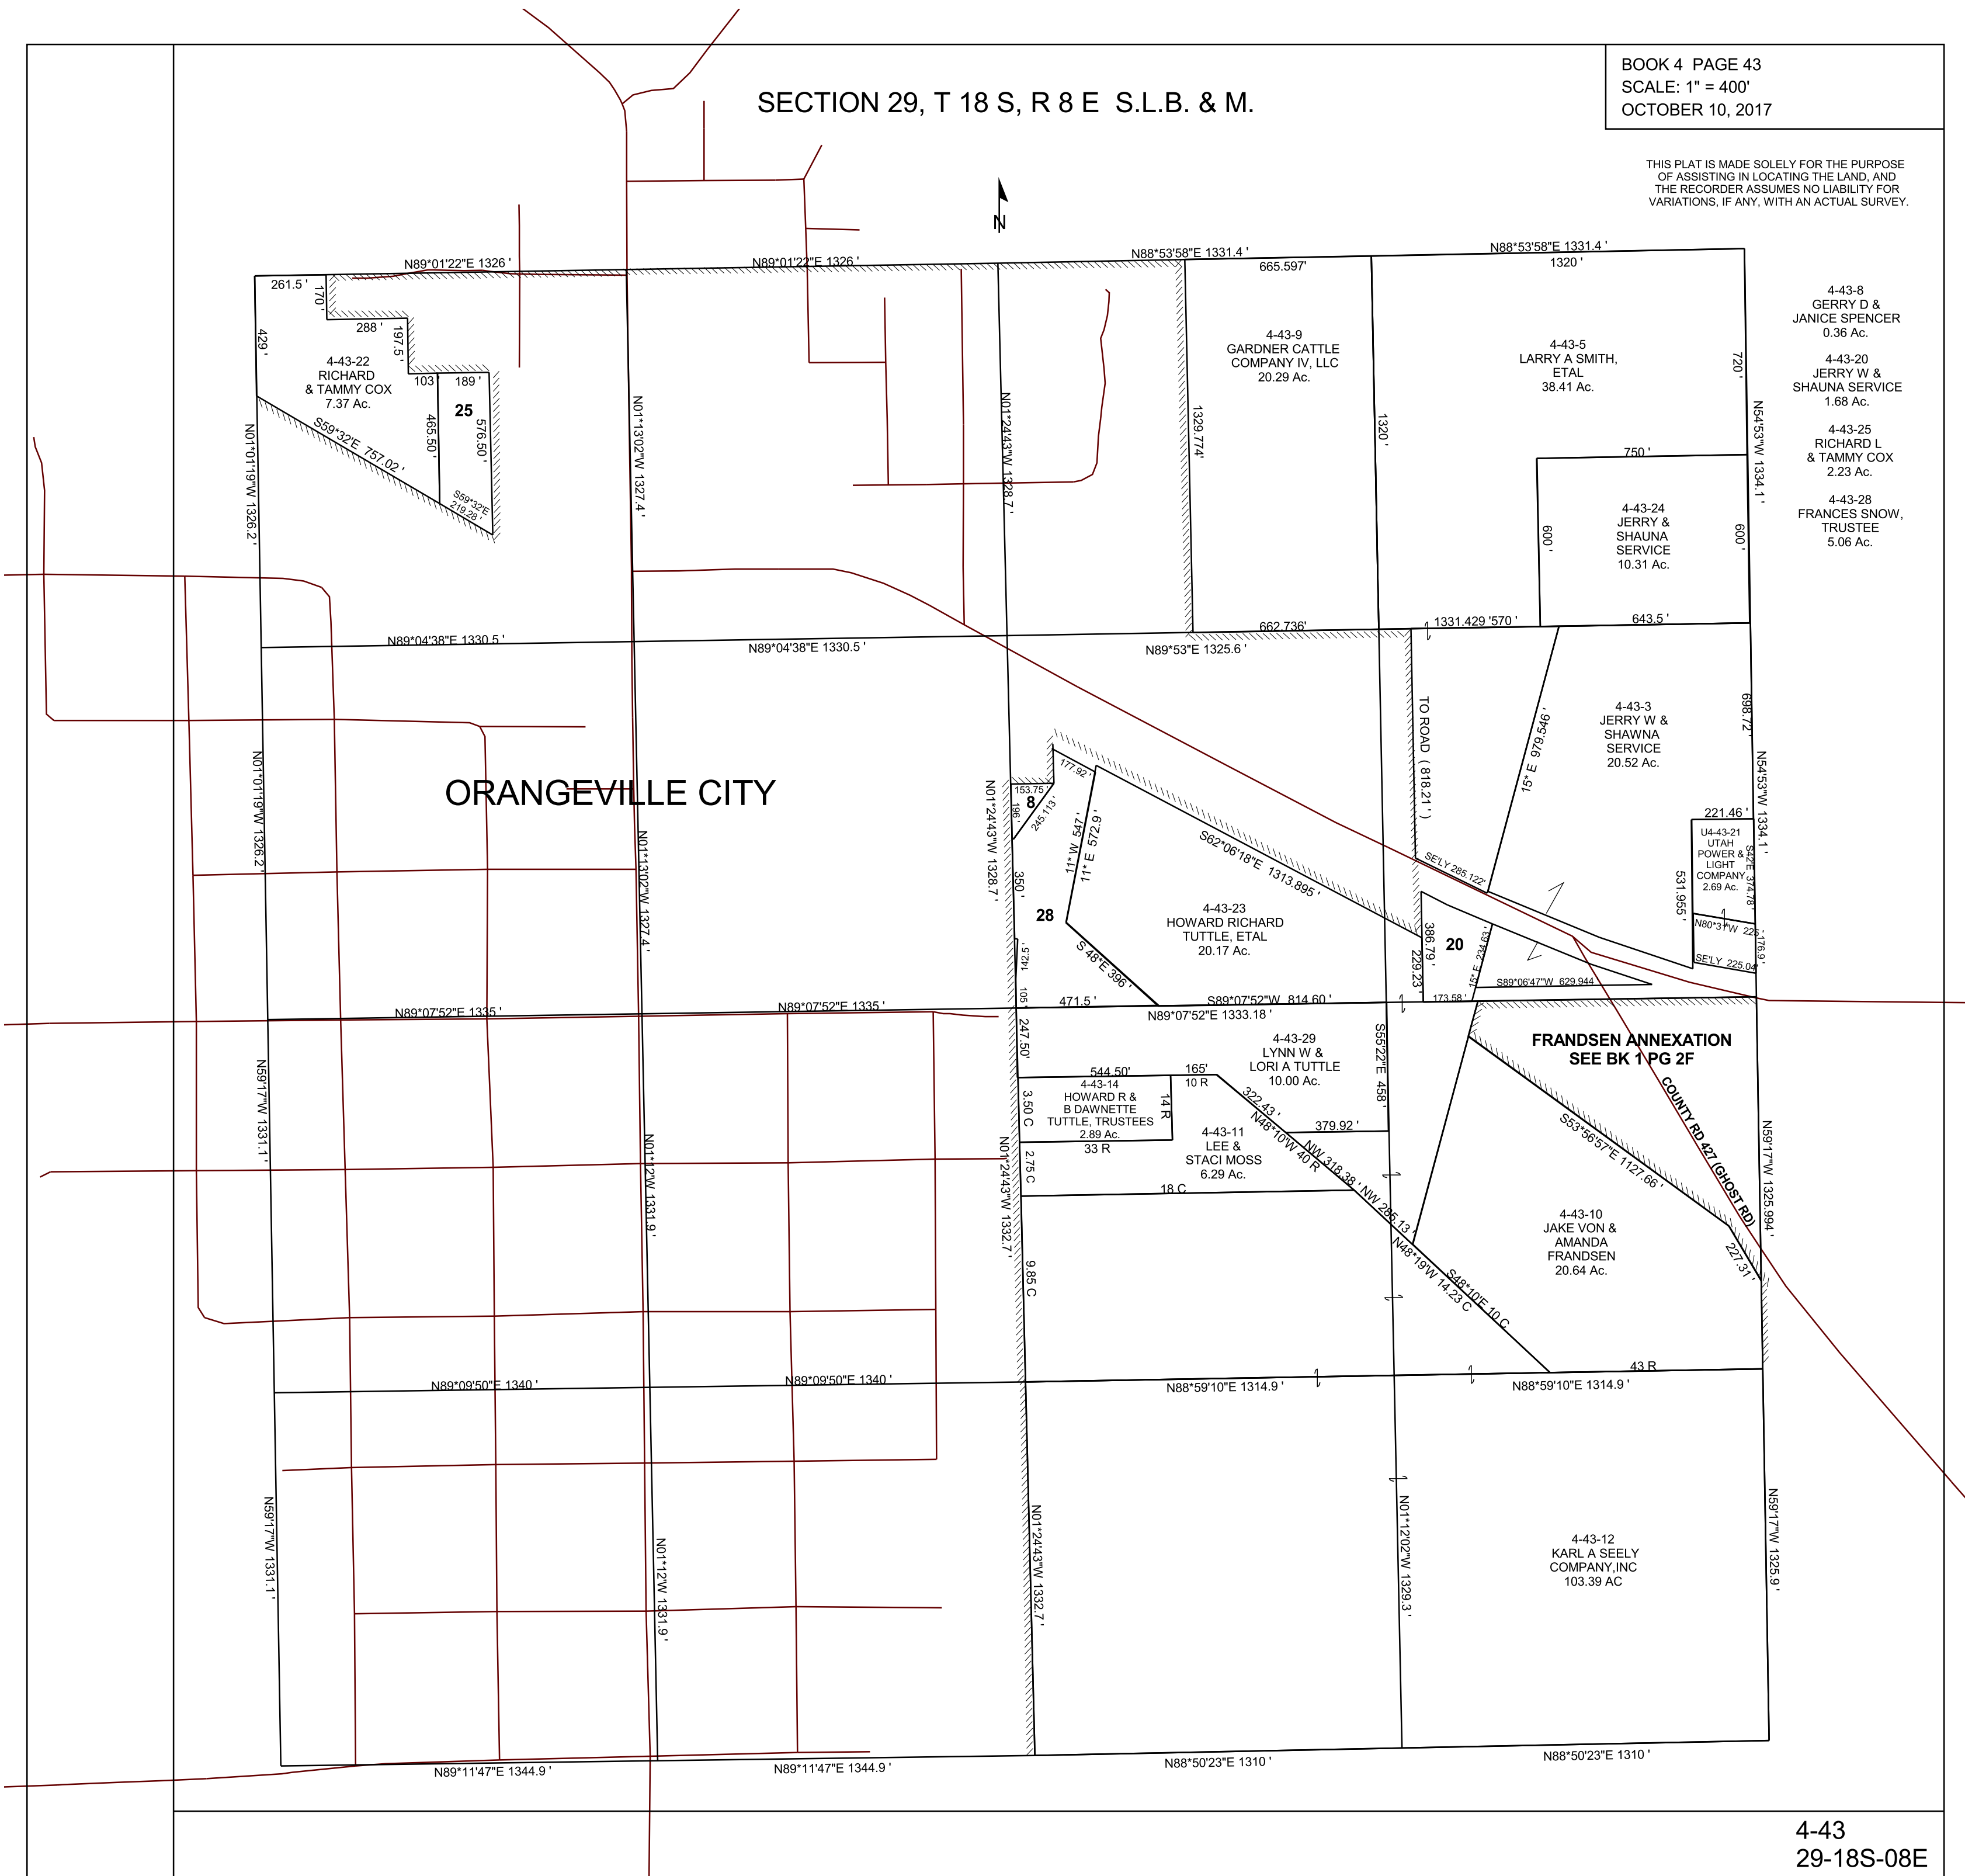 BOOK 4 PAGE 43
SCALE: 1" = 400'
OCTOBER 10, 2017
SECTION 29, T 18 S, R 8 E S.L.B. & M.
THIS PLAT IS MADE SOLELY FOR THE PURPOSE
OF ASSISTING IN LOCATING THE LAND, AND
THE RECORDER ASSUMES NO LIABILITY FOR
VARIATIONS, IF ANY, WITH AN ACTUAL SURVEY.
N
N89*01'22"E 1326 '
N89*01'22"E 1326 '
N88*53'58"E 1331.4 '
N88*53'58"E 1331.4 '
261.5 '
170 '
665.597'
1320 '
429 '
288 '
197.5 '
4-43-22
RICHARD
& TAMMY COX
7.37 Ac.
103 '
189 '
25
465.50 '
576.50 '
S59*32'E 757.02 '
S59*32'E
219.28 '
N01*01'19"W 1326.2 '
N01*13'02"W 1327.4 '
N01*24'43"W 1328.7 '
1329.774'
4-43-9
GARDNER CATTLE
COMPANY IV, LLC
20.29 Ac.
1320 '
4-43-5
LARRY A SMITH,
ETAL
38.41 Ac.
720 '
N54'53"W 1334.1 '
750 '
600 '
4-43-24
JERRY &
SHAUNA
SERVICE
10.31 Ac.
600 '
4-43-8
GERRY D &
JANICE SPENCER
0.36 Ac.
4-43-20
JERRY W &
SHAUNA SERVICE
1.68 Ac.
4-43-25
RICHARD L
& TAMMY COX
2.23 Ac.
4-43-28
FRANCES SNOW,
TRUSTEE
5.06 Ac.
N89*04'38"E 1330.5 '
N89*04'38"E 1330.5 '
662.736'
N89*53"E 1325.6 '
1331.429 '570 '
643.5 '
ORANGEVILLE CITY
N01*01'19"W 1326.2 '
N01*13'02"W 1327.4 '
N01*24'43"W 1328.7 '
177.92 '
153.75 '
8
196 '
245.113 '
11* W 547 '
11* E 572.9 '
350 '
28
142.5 '
105 '
S62*06'18"E 1313.895 '
4-43-23
HOWARD RICHARD
TUTTLE, ETAL
20.17 Ac.
S 48*E 396 '
TO ROAD ( 818.21 ' )
15* E 979.546 '
4-43-3
JERRY W &
SHAWNA
SERVICE
20.52 Ac.
698.72 '
N54'53"W 1334.1 '
221.46 '
U4-43-21
UTAH
POWER &
LIGHT
COMPANY
2.69 Ac.
S42'E 374.78 '
531.955 '
N80*31'W 225 '
176.9 '
SE'LY 225.04 '
SE'LY 285.122'
386.79 '
229.23 '
20
15* E 234.63 '
S89*06'47"W 629.944
173.58 '
N89*07'52"E 1335 '
N89*07'52"E 1335 '
471.5 '
S89*07'52"W 814.60 '
N89*07'52"E 1333.18 '
247.50'
4-43-29
LYNN W &
LORI A TUTTLE
10.00 Ac.
S55'22"E 458 '
FRANDSEN ANNEXATION
SEE BK 1 PG 2F
COUNTY RD 427 (GHOST RD)
544.50'
165'
10 R
4-43-14
HOWARD R &
B DAWNETTE
TUTTLE, TRUSTEES
2.89 Ac.
14 R
33 R
3.50 C
2.75 C
4-43-11
LEE &
STACI MOSS
6.29 Ac.
322.43 '
N48*10'W 40 R
379.92 '
NW 318.38 '
NW 285.13 '
18 C
9.85 C
N48*19'W 14.23 C
S48*10'E 10 C
4-43-10
JAKE VON &
AMANDA
FRANDSEN
20.64 Ac.
S53*56'57"E 1127.66 '
227.31 '
N59'17"W 1325.994 '
N59'17"W 1331.1 '
N01*12'W 1331.9 '
N01*24'43"W 1332.7 '
43 R
N89*09'50"E 1340 '
N89*09'50"E 1340 '
N88*59'10"E 1314.9 '
N88*59'10"E 1314.9 '
N59'17"W 1331.1 '
N01*12'W 1331.9 '
N01*24'43"W 1332.7 '
N01*12'02"W 1329.3 '
4-43-12
KARL A SEELY
COMPANY,INC
103.39 AC
N59'17"W 1325.9 '
N89*11'47"E 1344.9 '
N89*11'47"E 1344.9 '
N88*50'23"E 1310 '
N88*50'23"E 1310 '
4-43
29-18S-08E